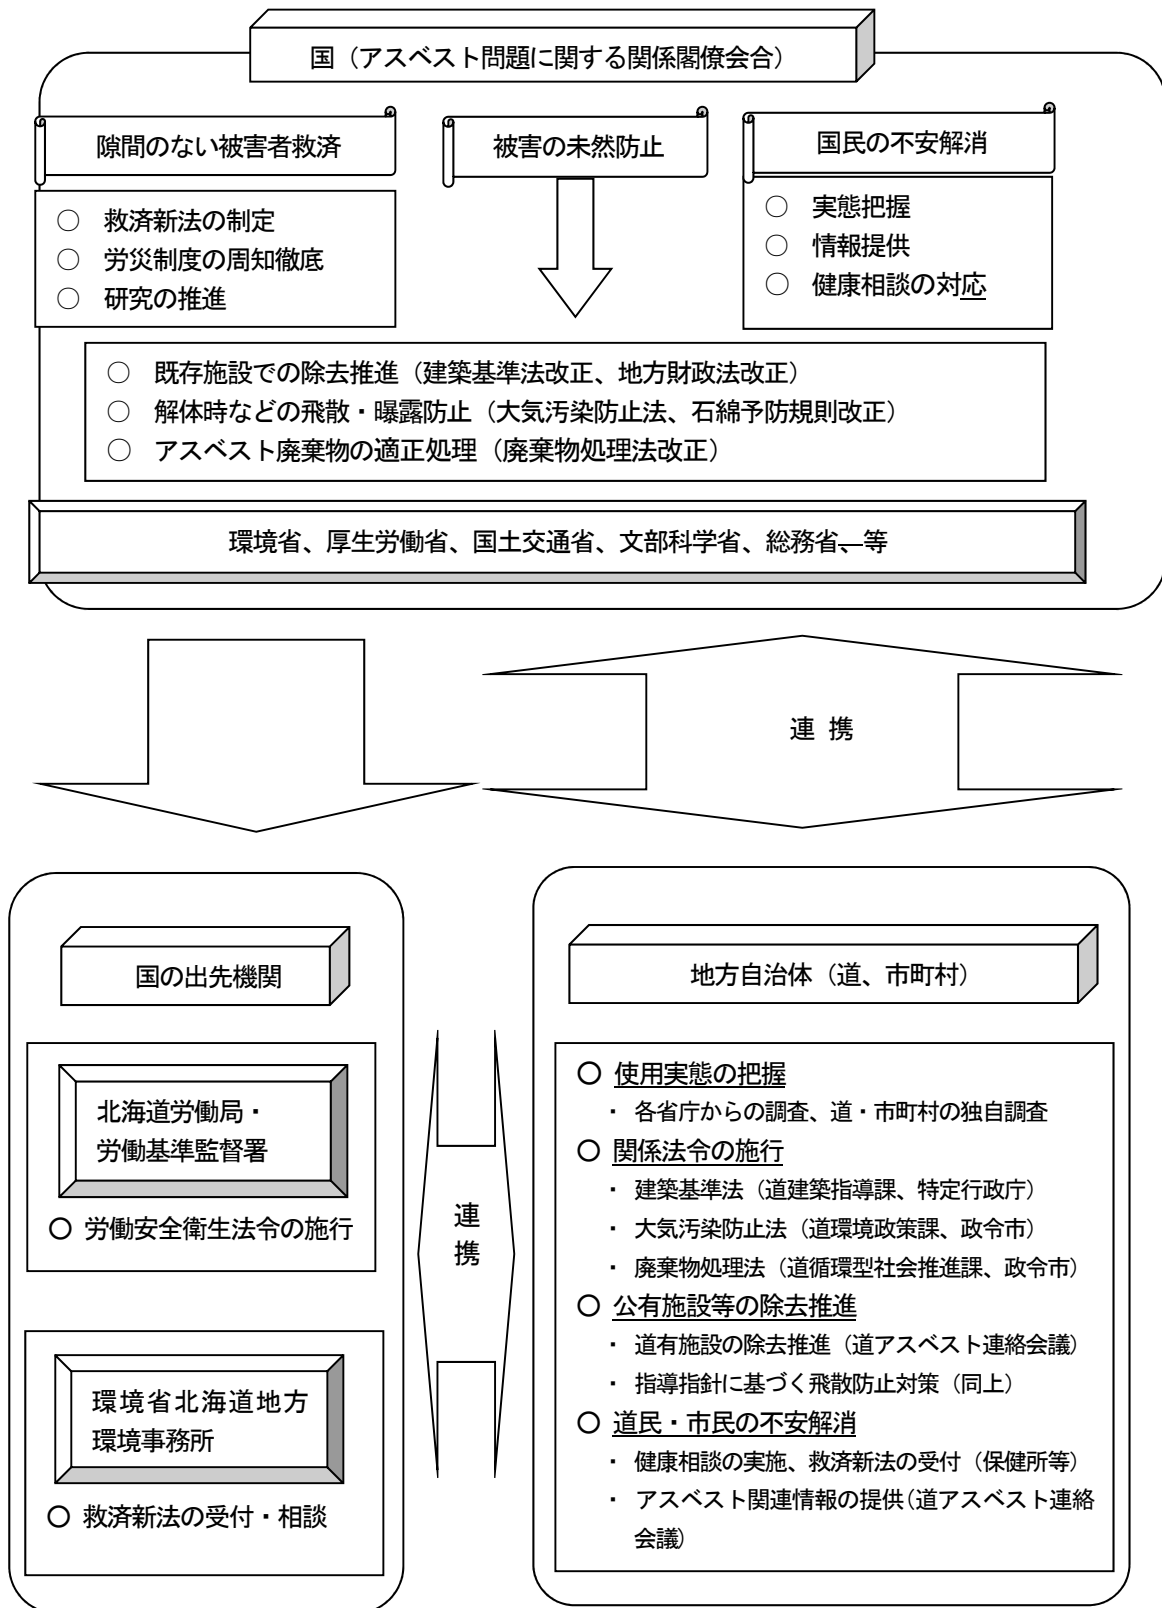 国（アスベスト問題に関する関係閣僚会合）
隙間のない被害者救済
○ 救済新法の制定
○ 労災制度の周知徹底
○ 研究の推進
被害の未然防止
国民の不安解消
○ 実態把握
○ 情報提供
○ 健康相談の対応
○ 既存施設での除去推進（建築基準法改正、地方財政法改正）
○ 解体時などの飛散・曝露防止（大気汚染防止法、石綿予防規則改正）
○ アスベスト廃棄物の適正処理（廃棄物処理法改正）
環境省、厚生労働省、国土交通省、文部科学省、総務省、等
連 携
国の出先機関
北海道労働局・
労働基準監督署
○ 労働安全衛生法令の施行
環境省北海道地方
環境事務所
○ 救済新法の受付・相談
連
携
地方自治体（道、市町村）
○ 使用実態の把握
・ 各省庁からの調査、道・市町村の独自調査
○ 関係法令の施行
・ 建築基準法（道建築指導課、特定行政庁）
・ 大気汚染防止法（道環境政策課、政令市）
・ 廃棄物処理法（道循環型社会推進課、政令市）
○ 公有施設等の除去推進
・ 道有施設の除去推進（道アスベスト連絡会議）
・ 指導指針に基づく飛散防止対策（同上）
○ 道民・市民の不安解消
・ 健康相談の実施、救済新法の受付（保健所等）
・ アスベスト関連情報の提供（道アスベスト連絡
会議）